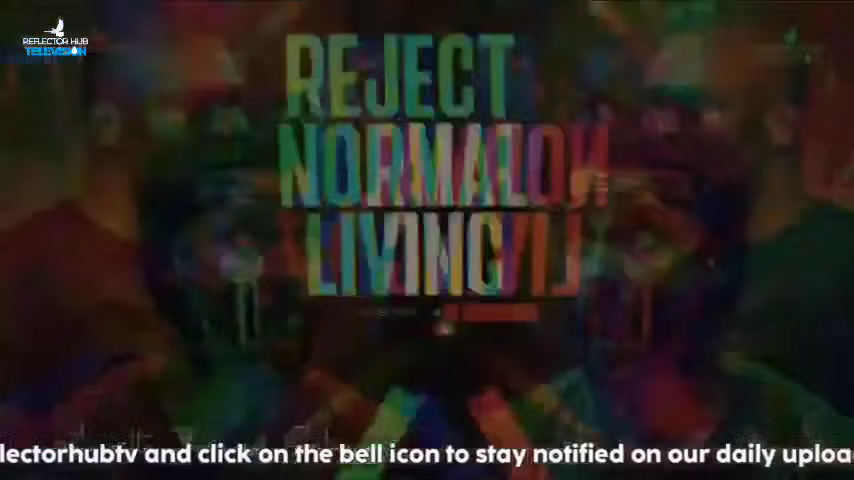 REFLECTOR HUB
TELEVISION
REJECT
NORMAL
LIVING
lectorhubtv and click on the bell icon to stay notified on our daily uploa